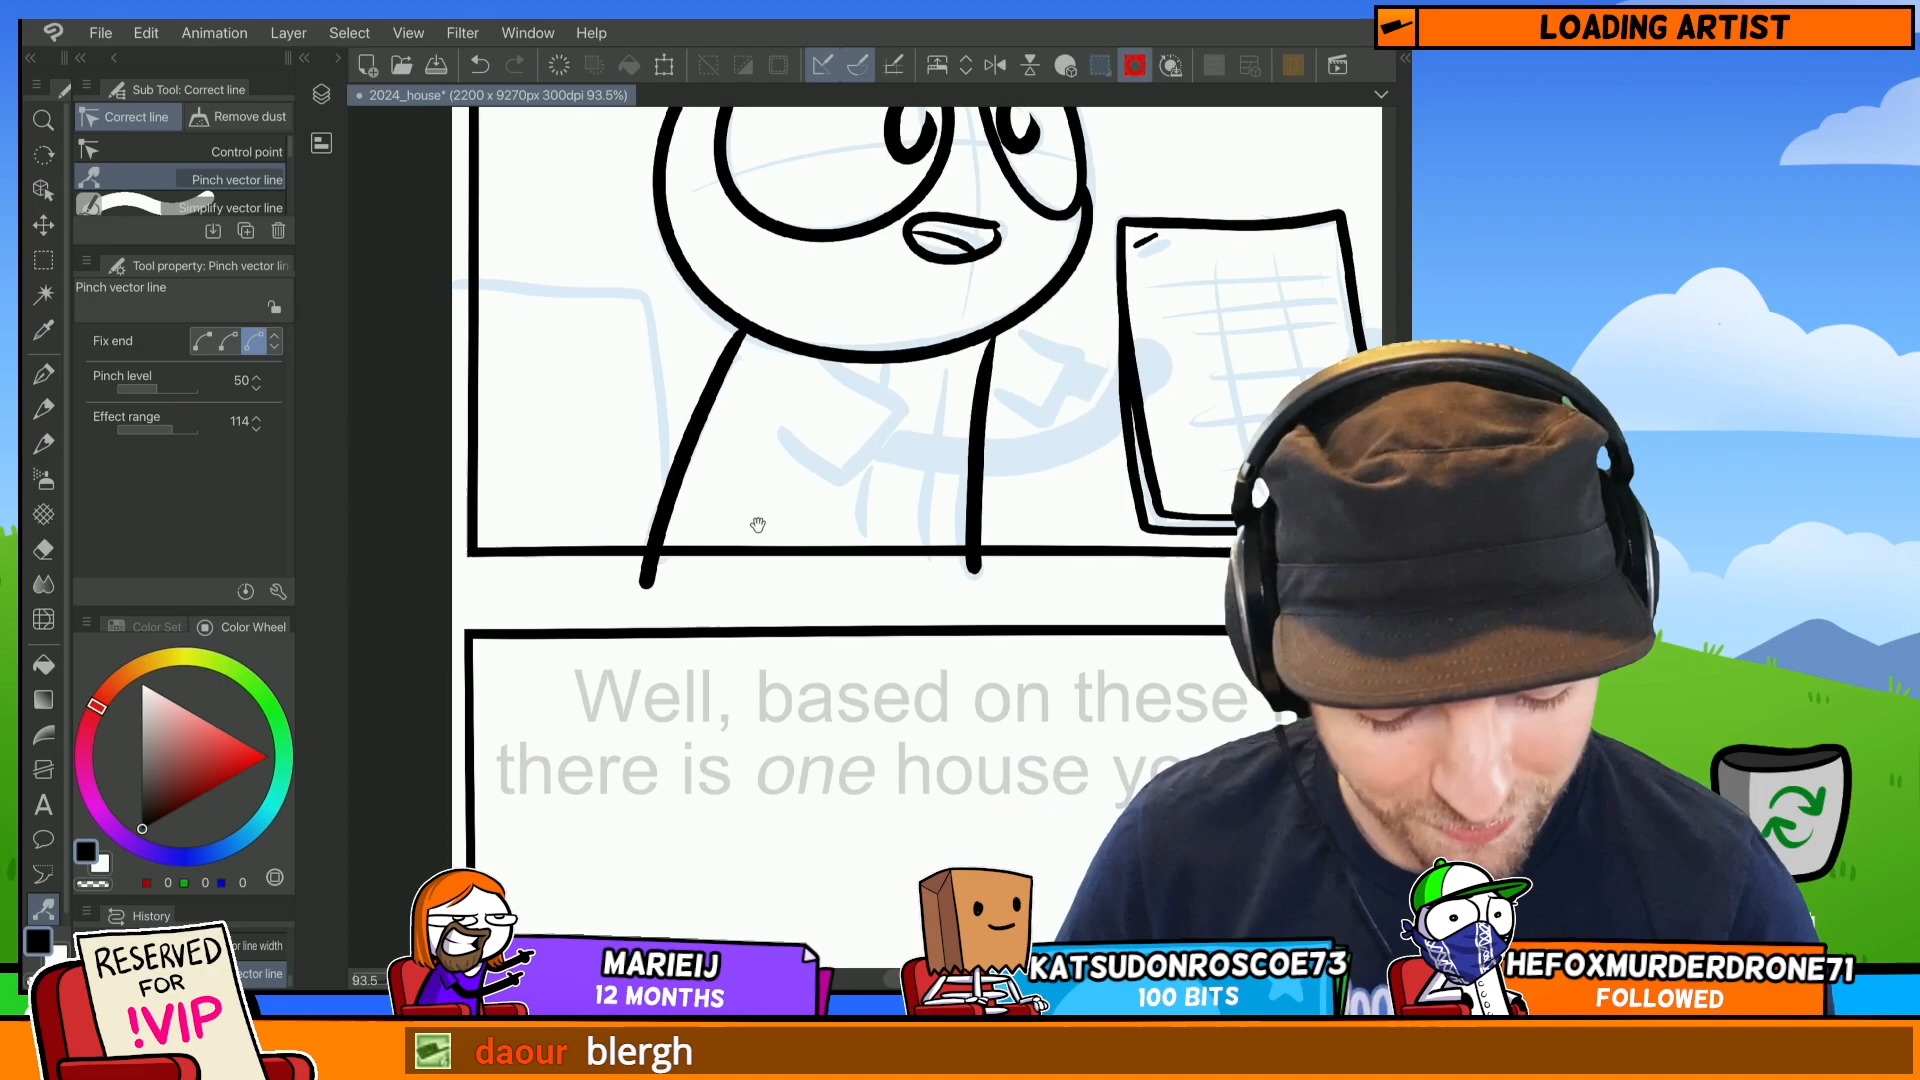 File Edit Animation Layer Select View Filter Window Help
LOADING ARTIST
Sub Tool: Correct line
2024_house* (2200 x 9270px 300dpi 93.5%)
Correct line
Remove dust
Control point
Pinch vector line
Simplify vector line
Tool property: Pinch vector lin
Pinch vector line
Fix end
Pinch level
50
Effect range
114
Color Set
Color Wheel
Well, based on these
there is one house
0 0 0
History
or line width
ector line
93.5
RESERVED
FOR
!VIP
MARIEIJ
12 MONTHS
KATSUDONROSCOE73
100 BITS
HEFOXMURDERDRONE71
FOLLOWED
daour blergh